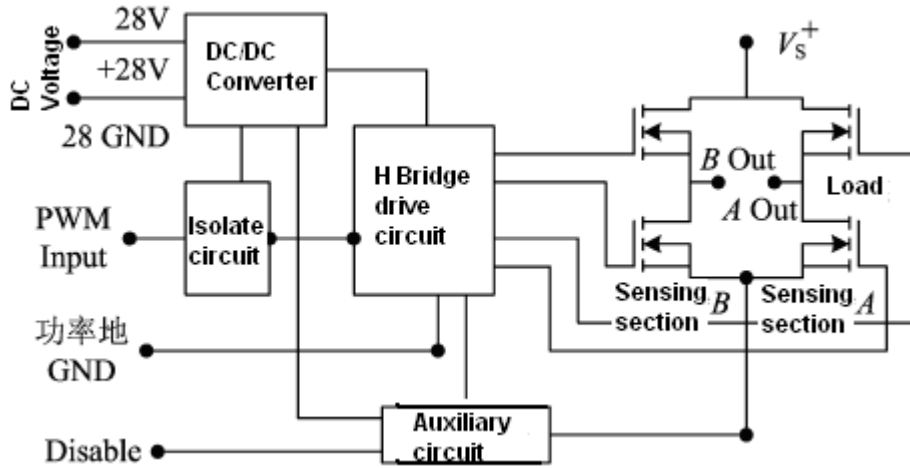 28V
+28V
28 GND
DC
Voltage
DC/DC
Converter
PWM
Input
Isolate
circuit
H Bridge
drive
circuit
功率地
GND
Disable
Auxiliary
circuit
V_S^+
B Out
A Out
Load
Sensing
section
B
Sensing
section
A